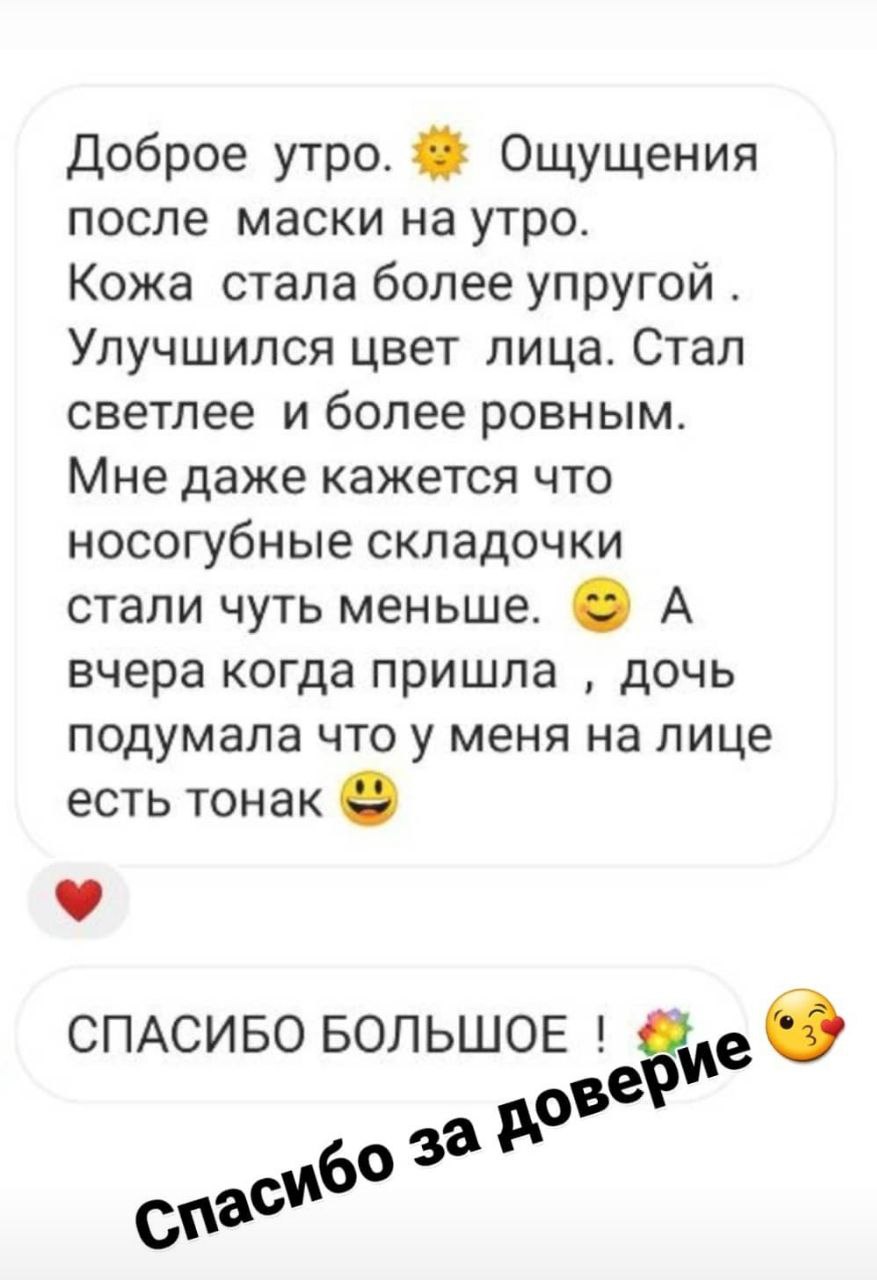 Доброе утро. 🌞 Ощущения
после маски на утро.
Кожа стала более упругой .
Улучшился цвет лица. Стал
светлее и более ровным.
Мне даже кажется что
носогубные складочки
стали чуть меньше. 😊 А
вчера когда пришла , дочь
подумала что у меня на лице
есть тонак 😃
СПАСИБО БОЛЬШОЕ ! 💐
Спасибо за доверие 😘